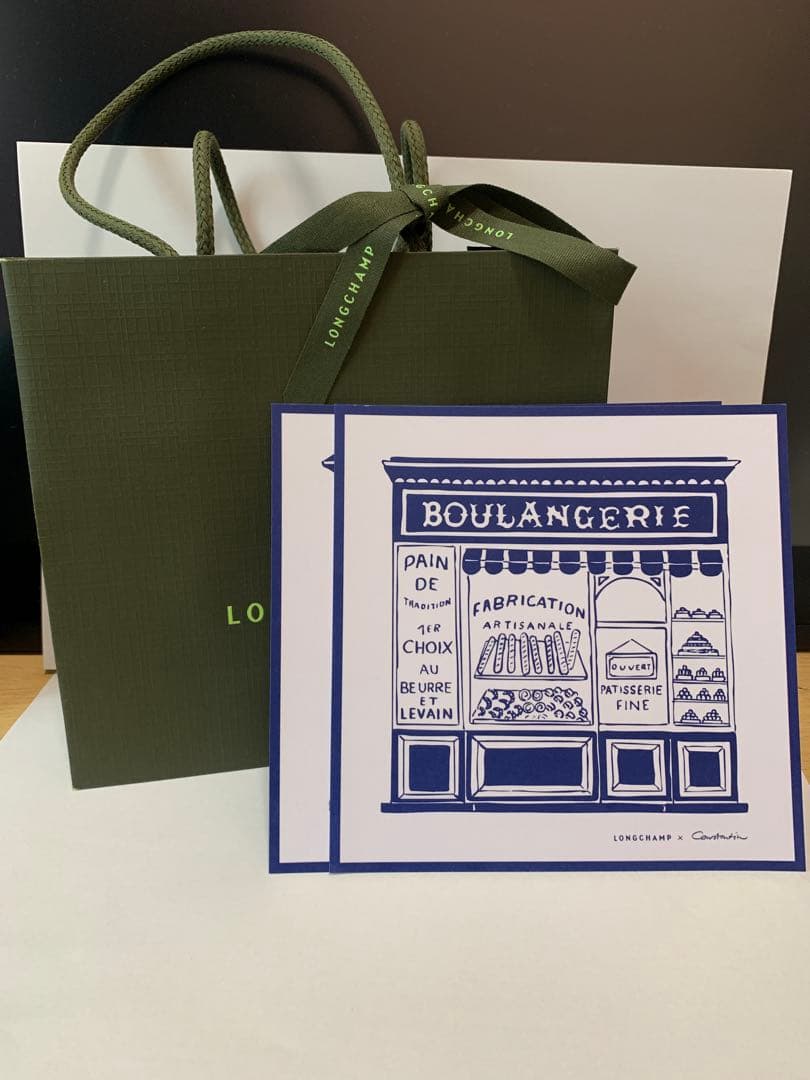 LONGCHAMP
LONGCHAMP
LO
BOULANGERIE
PAIN
DE
TRADITION
1ER
CHOIX
AU
BEURRE
ET
LEVAIN
FABRICATION
ARTISANALE
OUVERT
PATISSERIE
FINE
LONGCHAMP x Constantin